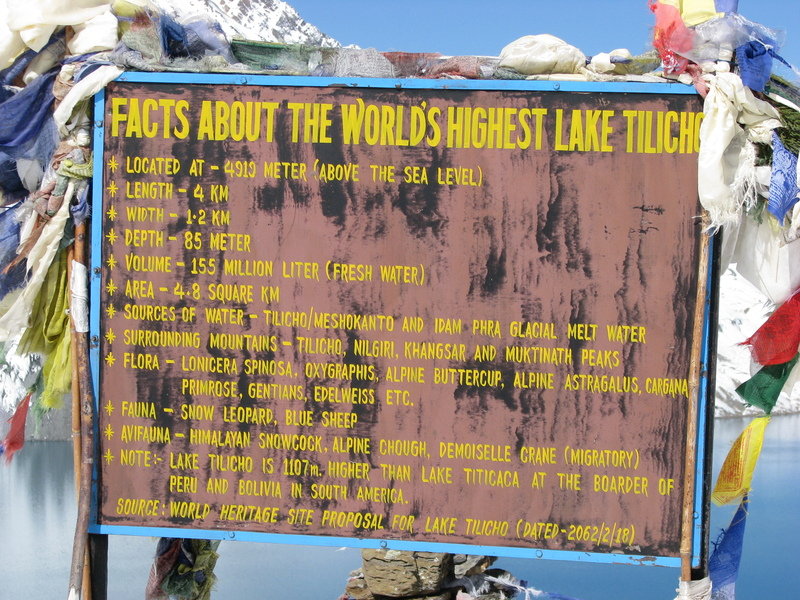 FACTS ABOUT THE WORLD'S HIGHEST LAKE TILICHO
* LOCATED AT - 4919 METER (ABOVE THE SEA LEVEL)
* LENGTH - 4 KM
* WIDTH - 1.2 KM
* DEPTH - 85 METER
* VOLUME - 155 MILLION LITER (FRESH WATER)
* AREA - 4.8 SQUARE KM
* SOURCES OF WATER - TILICHO/MESHOKANTO AND IDAM PHRA GLACIAL MELT WATER
* SURROUNDING MOUNTAINS - TILICHO, NILGIRI, KHANGSAR AND MUKTINATH PEAKS
* FLORA - LONICERA SPINOSA, OXYGRAPHIS, ALPINE BUTTERCUP, ALPINE ASTRAGALUS, CARGANA
PRIMROSE, GENTIANS, EDELWEISS ETC.
* FAUNA - SNOW LEOPARD, BLUE SHEEP
* AVIFAUNA - HIMALAYAN SNOWCOCK, ALPINE CHOUGH, DEMOISELLE CRANE (MIGRATORY)
* NOTE:- LAKE TILICHO IS 1107m. HIGHER THAN LAKE TITICACA AT THE BOARDER OF
PERU AND BOLIVIA IN SOUTH AMERICA.
SOURCE: WORLD HERITAGE SITE PROPOSAL FOR LAKE TILICHO (DATED-2062/2/18)